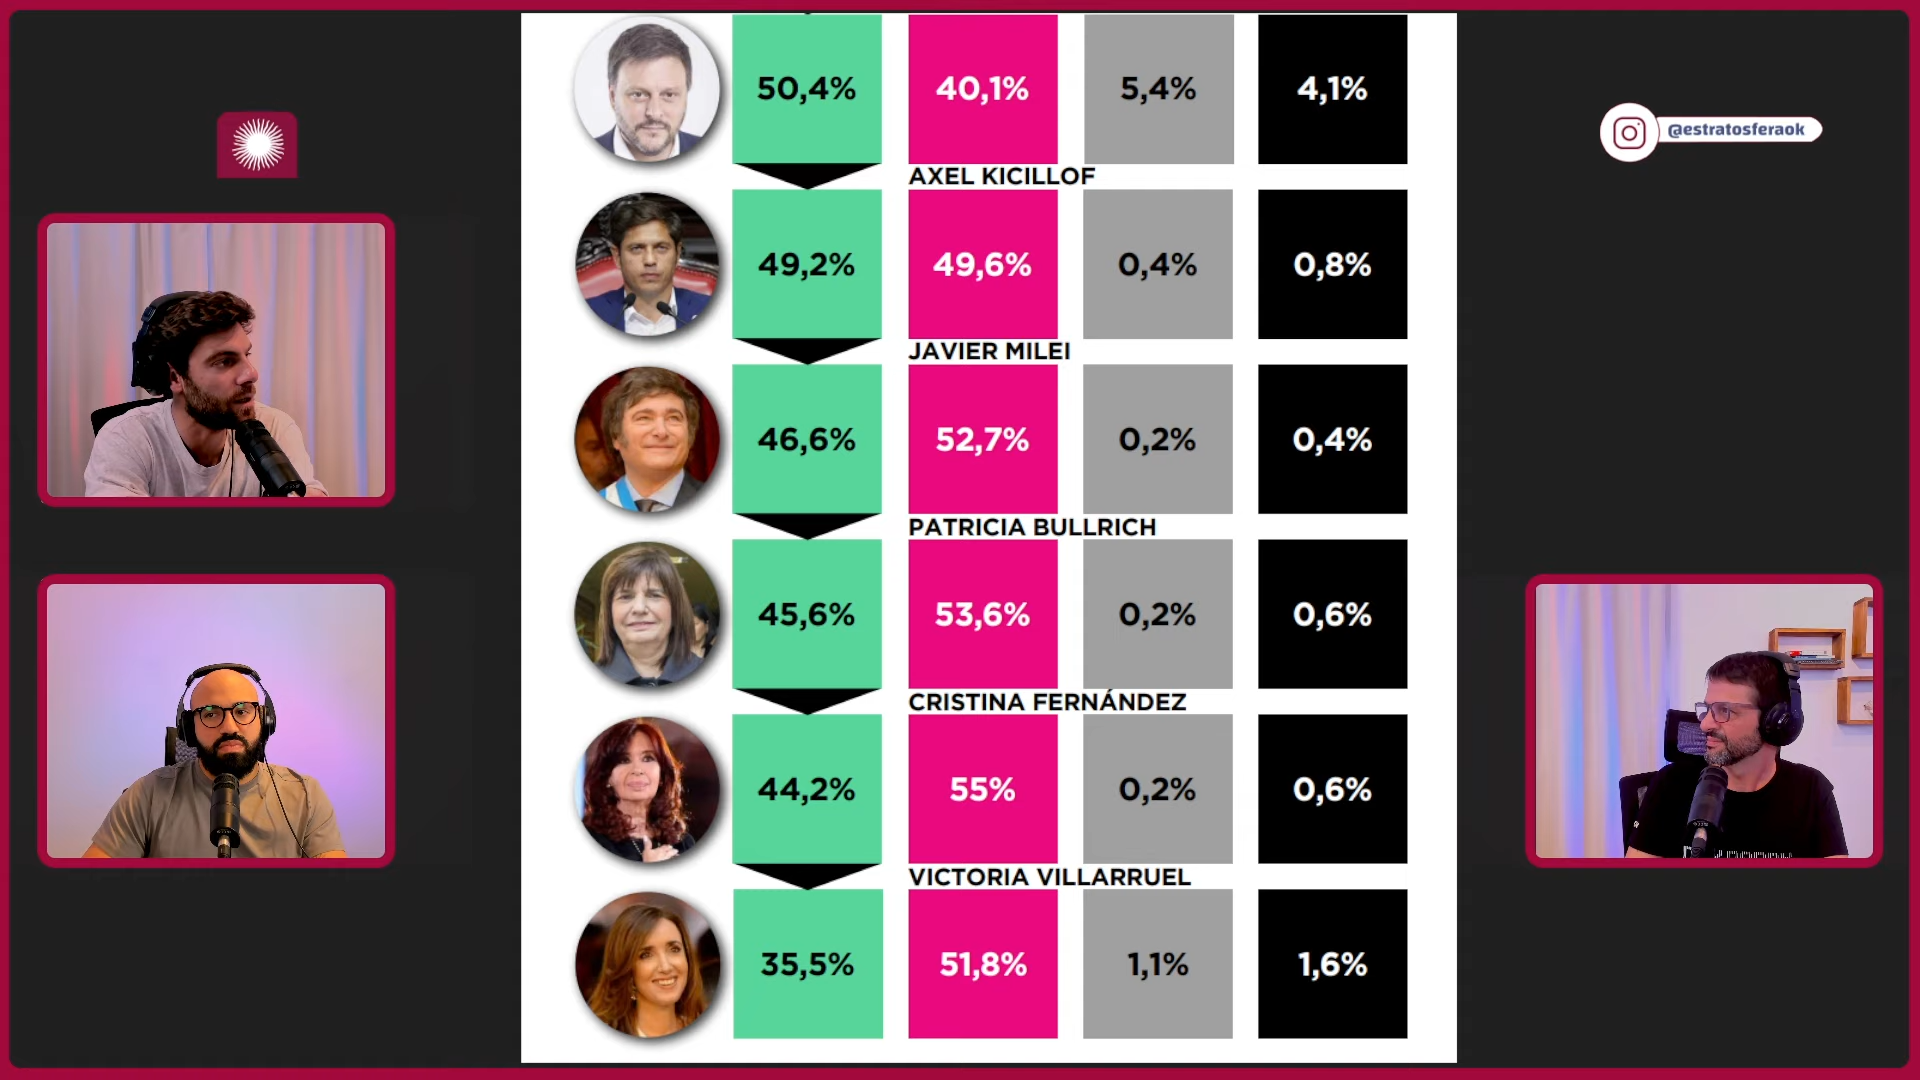 50,4% 40,1% 5,4% 4,1%
@estratosferaok
AXEL KICILLOF
49,2% 49,6% 0,4% 0,8%
JAVIER MILEI
46,6% 52,7% 0,2% 0,4%
PATRICIA BULLRICH
45,6% 53,6% 0,2% 0,6%
CRISTINA FERNÁNDEZ
44,2% 55% 0,2% 0,6%
VICTORIA VILLARRUEL
35,5% 51,8% 1,1% 1,6%